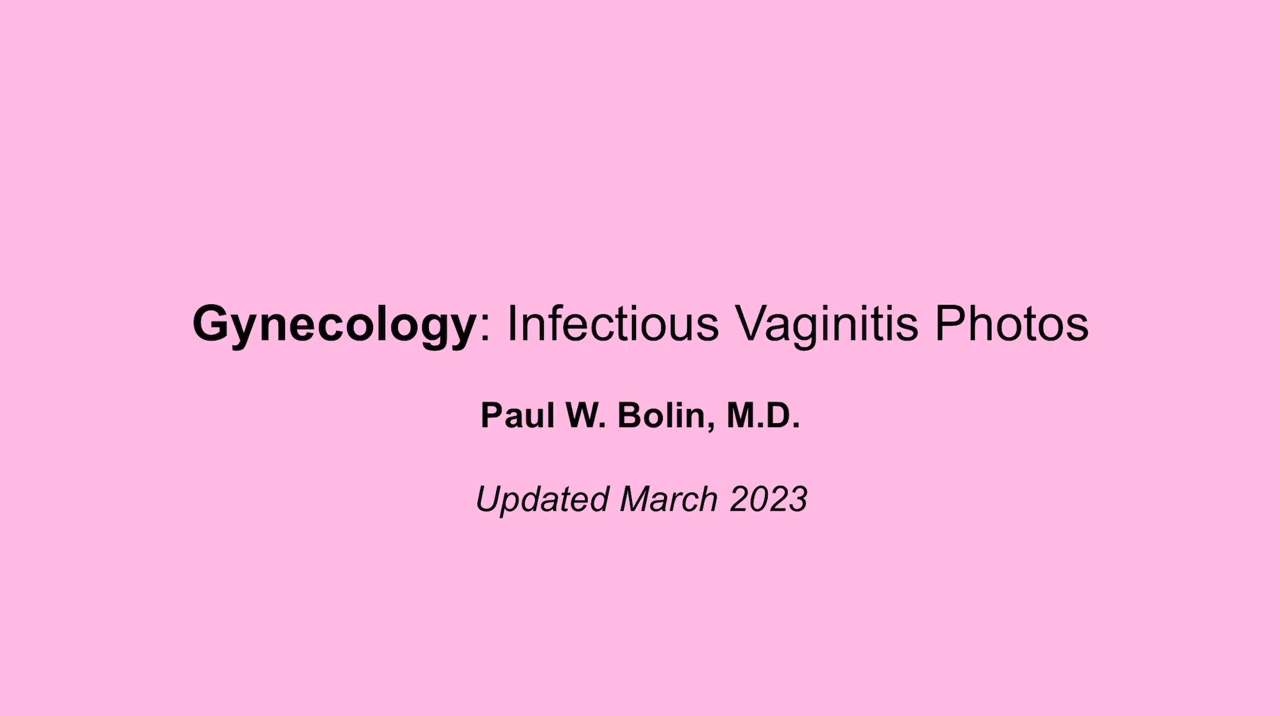 Gynecology: Infectious Vaginitis Photos
Paul W. Bolin, M.D.
Updated March 2023